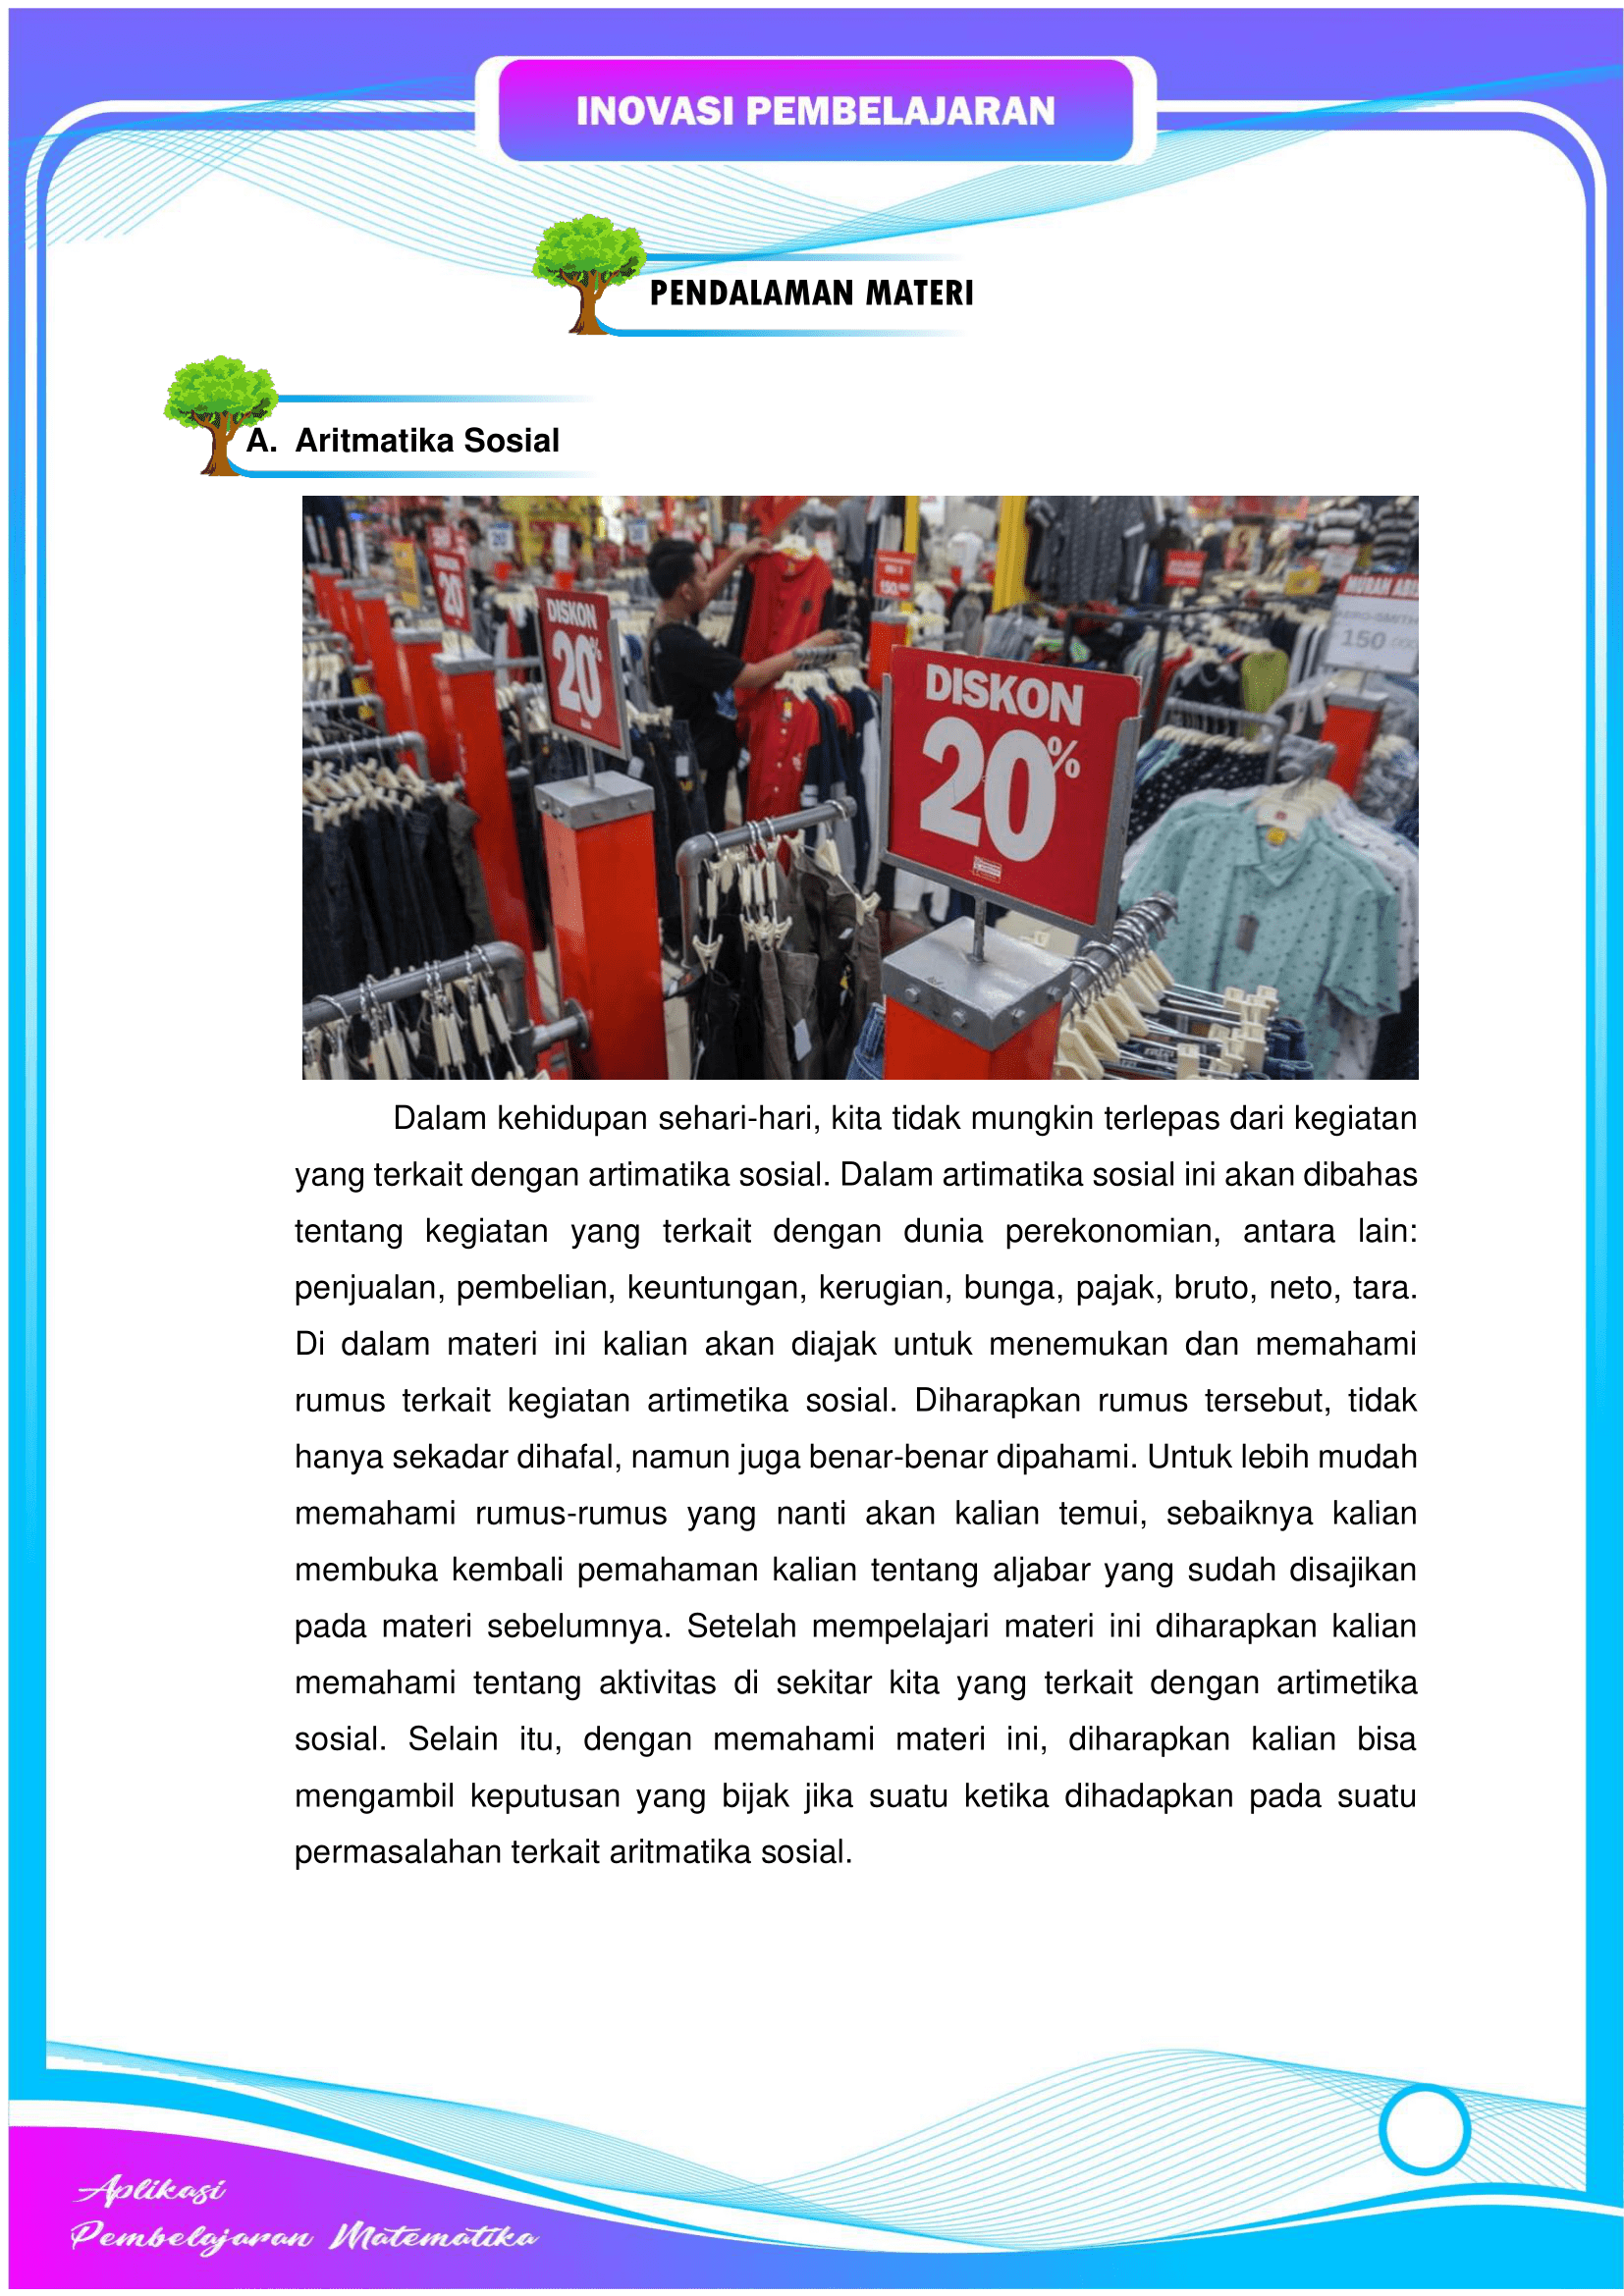 INOVASI PEMBELAJARAN
PENDALAMAN MATERI
A. Aritmatika Sosial
DISKON
20%
DISKON
20%
20
150
MURAH
150
Dalam kehidupan sehari-hari, kita tidak mungkin terlepas dari kegiatan
yang terkait dengan artimatika sosial. Dalam artimatika sosial ini akan dibahas
tentang kegiatan yang terkait dengan dunia perekonomian, antara lain:
penjualan, pembelian, keuntungan, kerugian, bunga, pajak, bruto, neto, tara.
Di dalam materi ini kalian akan diajak untuk menemukan dan memahami
rumus terkait kegiatan artimetika sosial. Diharapkan rumus tersebut, tidak
hanya sekadar dihafal, namun juga benar-benar dipahami. Untuk lebih mudah
memahami rumus-rumus yang nanti akan kalian temui, sebaiknya kalian
membuka kembali pemahaman kalian tentang aljabar yang sudah disajikan
pada materi sebelumnya. Setelah mempelajari materi ini diharapkan kalian
memahami tentang aktivitas di sekitar kita yang terkait dengan artimetika
sosial. Selain itu, dengan memahami materi ini, diharapkan kalian bisa
mengambil keputusan yang bijak jika suatu ketika dihadapkan pada suatu
permasalahan terkait aritmatika sosial.
Aplikasi
Pembelajaran Matematika